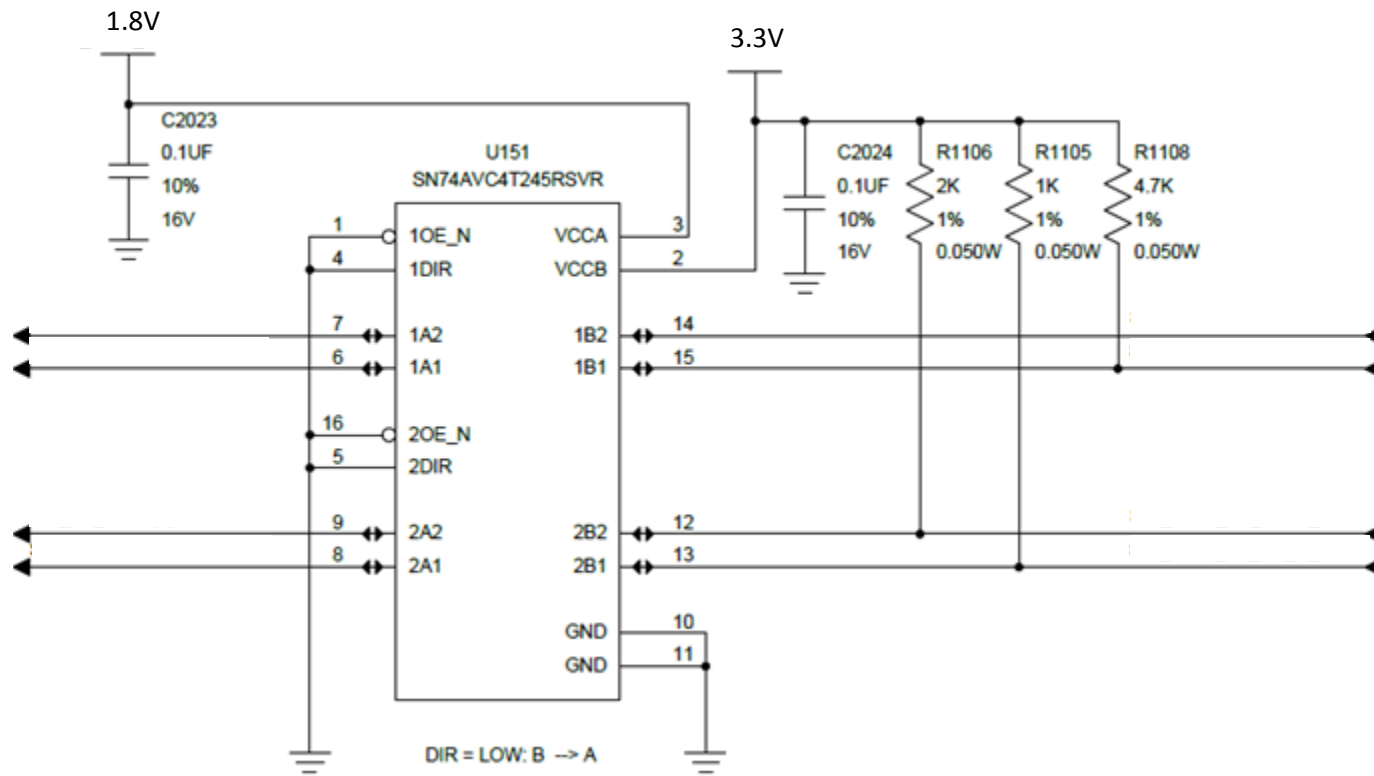 1.8V
3.3V
C2023
0.1UF
10%
16V
U151
SN74AVC4T245RSVR
C2024
0.1UF
10%
16V
R1106
2K
1%
0.050W
R1105
1K
1%
0.050W
R1108
4.7K
1%
0.050W
1 1OE_N VCCA 3
4 1DIR VCCB 2
7 1A2 1B2 14
6 1A1 1B1 15
16 2OE_N
5 2DIR
9 2A2 2B2 12
8 2A1 2B1 13
GND 10
GND 11
DIR = LOW: B --> A